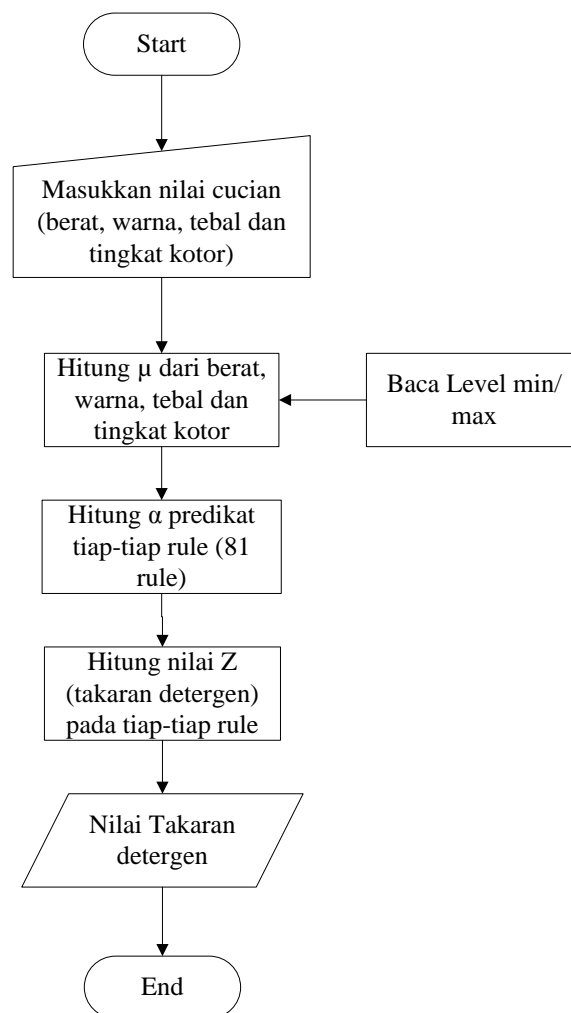 Start
Masukkan nilai cucian
(berat, warna, tebal dan
tingkat kotor)
Hitung μ dari berat,
warna, tebal dan
tingkat kotor
Baca Level min/
max
Hitung α predikat
tiap-tiap rule (81
rule)
Hitung nilai Z
(takaran detergen)
pada tiap-tiap rule
Nilai Takaran
detergen
End